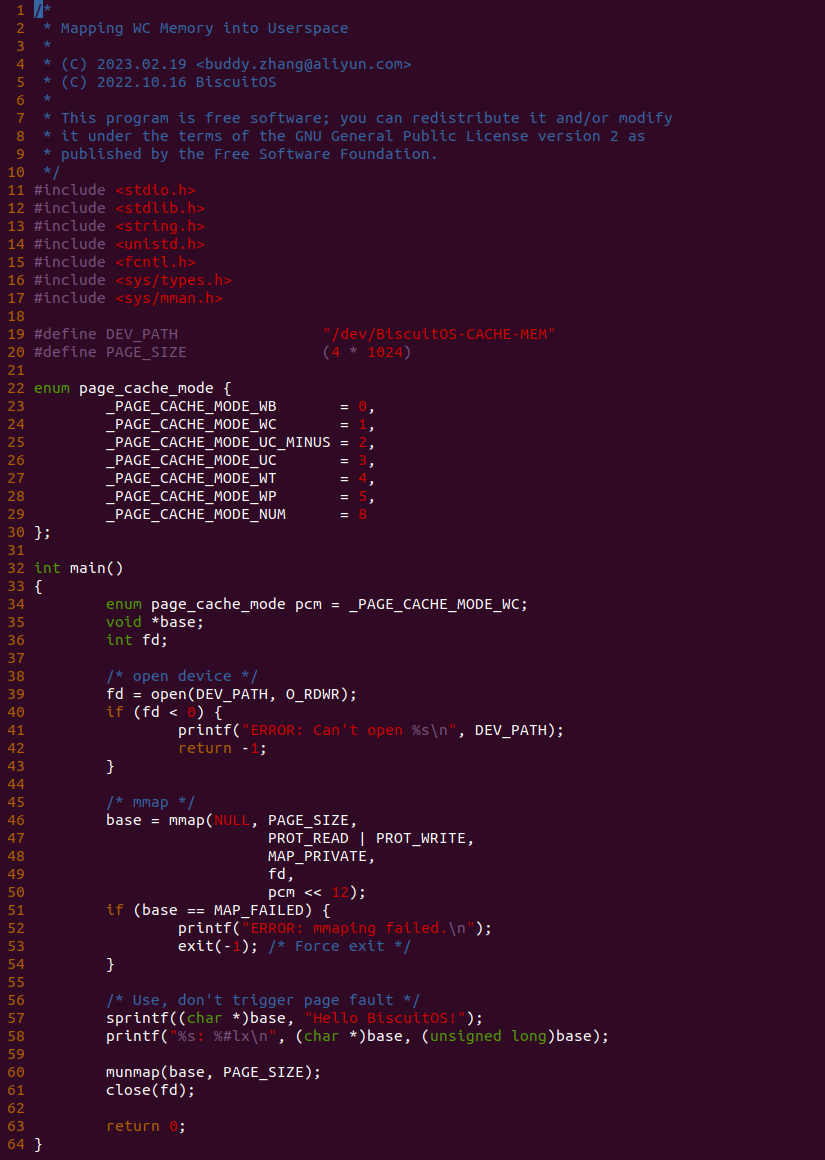 1 /*
2  * Mapping WC Memory into Userspace
3  *
4  * (C) 2023.02.19 <buddy.zhang@aliyun.com>
5  * (C) 2022.10.16 BiscuitOS
6  *
7  * This program is free software; you can redistribute it and/or modify
8  * it under the terms of the GNU General Public License version 2 as
9  * published by the Free Software Foundation.
10  */
11 #include <stdio.h>
12 #include <stdlib.h>
13 #include <string.h>
14 #include <unistd.h>
15 #include <fcntl.h>
16 #include <sys/types.h>
17 #include <sys/mman.h>
18
19 #define DEV_PATH                "/dev/BiscuitOS-CACHE-MEM"
20 #define PAGE_SIZE               (4 * 1024)
21
22 enum page_cache_mode {
23         _PAGE_CACHE_MODE_WB       = 0,
24         _PAGE_CACHE_MODE_WC       = 1,
25         _PAGE_CACHE_MODE_UC_MINUS = 2,
26         _PAGE_CACHE_MODE_UC       = 3,
27         _PAGE_CACHE_MODE_WT       = 4,
28         _PAGE_CACHE_MODE_WP       = 5,
29         _PAGE_CACHE_MODE_NUM      = 8
30 };
31
32 int main()
33 {
34         enum page_cache_mode pcm = _PAGE_CACHE_MODE_WC;
35         void *base;
36         int fd;
37
38         /* open device */
39         fd = open(DEV_PATH, O_RDWR);
40         if (fd < 0) {
41                 printf("ERROR: Can't open %s\n", DEV_PATH);
42                 return -1;
43         }
44
45         /* mmap */
46         base = mmap(NULL, PAGE_SIZE,
47                           PROT_READ | PROT_WRITE,
48                           MAP_PRIVATE,
49                           fd,
50                           pcm << 12);
51         if (base == MAP_FAILED) {
52                 printf("ERROR: mmaping failed.\n");
53                 exit(-1); /* Force exit */
54         }
55
56         /* Use, don't trigger page fault */
57         sprintf((char *)base, "Hello BiscuitOS!");
58         printf("%s: %#lx\n", (char *)base, (unsigned long)base);
59
60         munmap(base, PAGE_SIZE);
61         close(fd);
62
63         return 0;
64 }